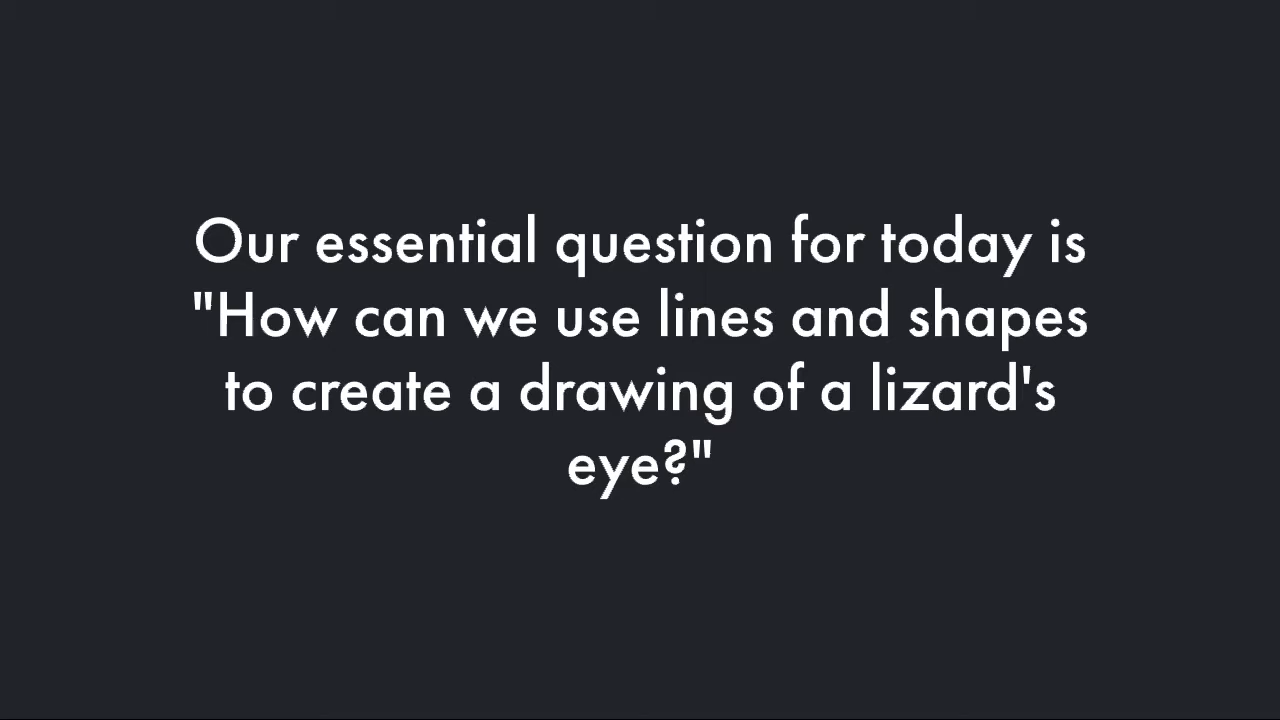 Our essential question for today is
"How can we use lines and shapes
to create a drawing of a lizard's
eye?"